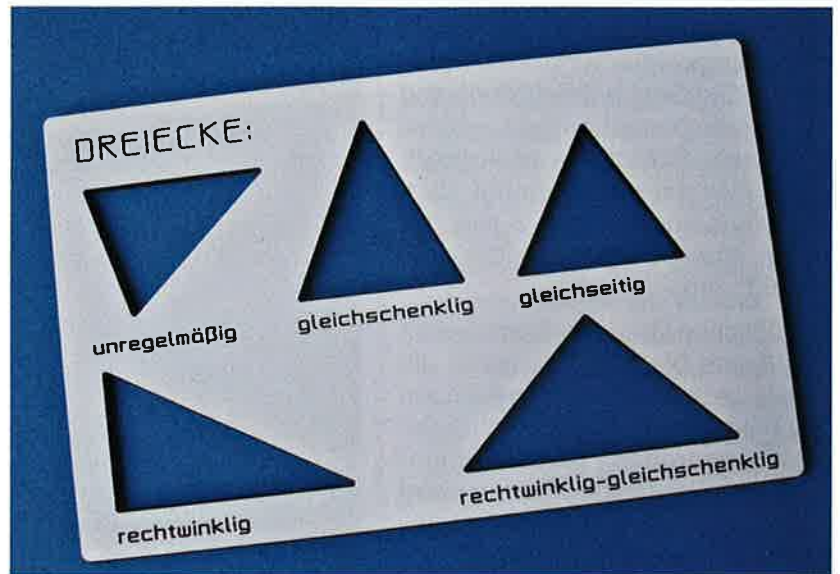 DREIECKE:
unregelmäßig
gleichschenklig
gleichseitig
rechtwinklig
rechtwinklig-gleichschenklig